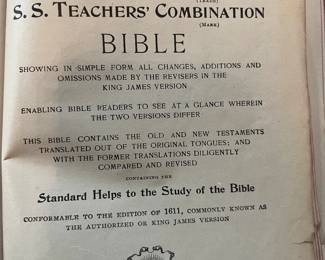 (TRADE)
S. S. TEACHERS' COMBINATION
(MARK)
BIBLE
SHOWING IN SIMPLE FORM ALL CHANGES, ADDITIONS AND
OMISSIONS MADE BY THE REVISERS IN THE
KING JAMES VERSION
ENABLING BIBLE READERS TO SEE AT A GLANCE WHEREIN
THE TWO VERSIONS DIFFER
THIS BIBLE CONTAINS THE OLD AND NEW TESTAMENTS
TRANSLATED OUT OF THE ORIGINAL TONGUES; AND
WITH THE FORMER TRANSLATIONS DILIGENTLY
COMPARED AND REVISED
CONTAINING THE
Standard Helps to the Study of the Bible
CONFORMABLE TO THE EDITION OF 1611, COMMONLY KNOWN AS
THE AUTHORIZED OR KING JAMES VERSION